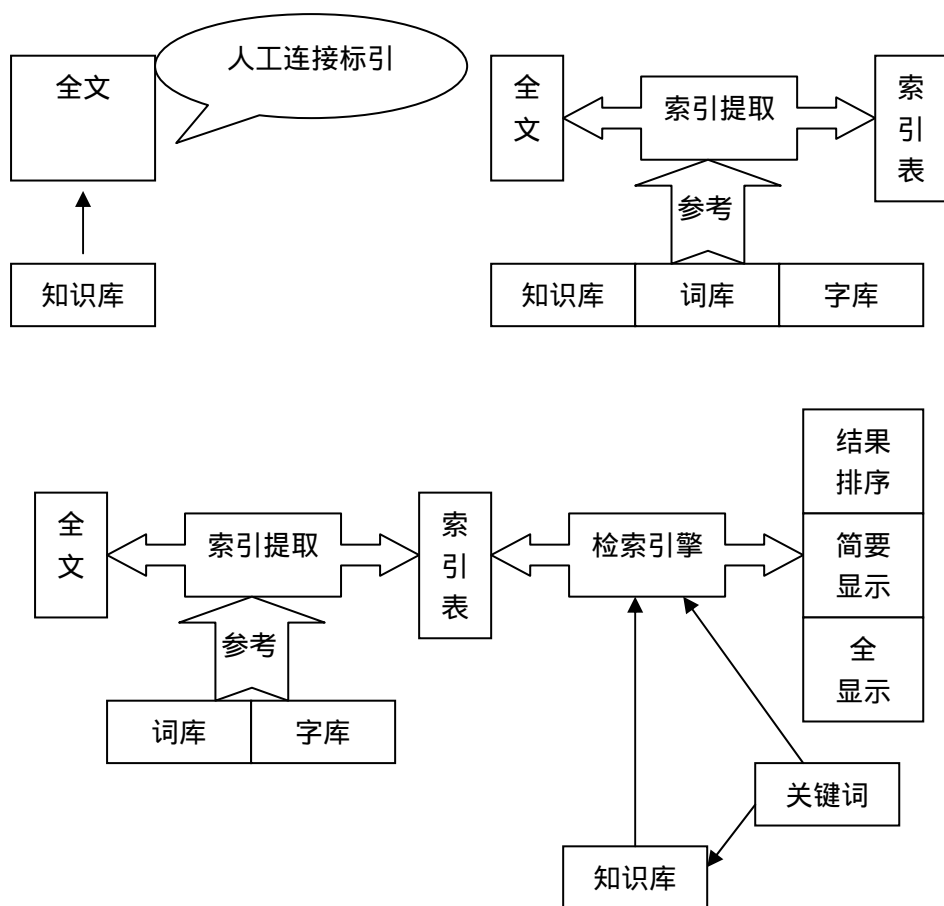 人工连接标引
全文
知识库
全
文
索引提取
索
引
表
参考
知识库
词库
字库
全
文
索引提取
索
引
表
参考
词库
字库
检索引擎
结果
排序
简要
显示
全
显示
关键词
知识库